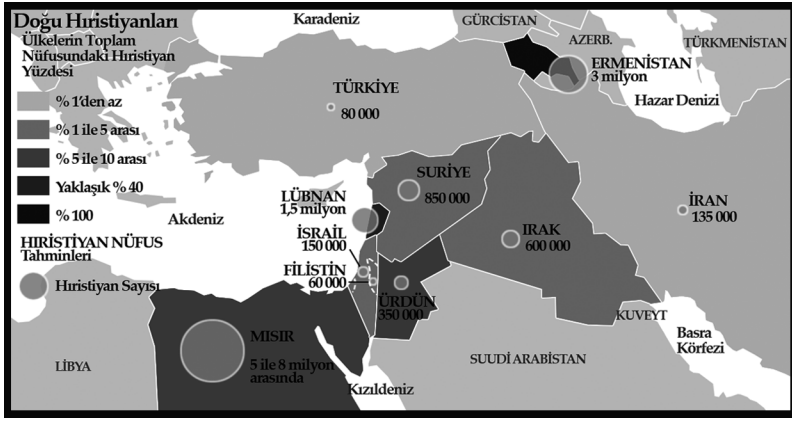 Doğu Hıristiyanları
Ülkelerin Toplam
Nüfusundaki Hıristiyan
Yüzdesi
% 1'den az
% 1 ile 5 arası
% 5 ile 10 arası
Yaklaşık % 40
% 100
HIRİSTİYAN NÜFUS
Tahminleri
Hıristiyan Sayısı
Karadeniz
GÜRCİSTAN
AZERB.
TÜRKMENİSTAN
ERMENİSTAN
3 milyon
Hazar Denizi
TÜRKİYE
80 000
SURİYE
850 000
LÜBNAN
1,5 milyon
Akdeniz
İSRAİL
150 000
FİLİSTİN
60 000
IRAK
600 000
İRAN
135 000
ÜRDÜN
350 000
KUVEYT
Basra
Körfezi
MISIR
5 ile 8 milyon
arasında
LİBYA
SUUDİ ARABİSTAN
Kızıldeniz